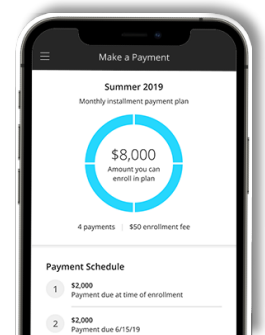 Make a Payment
Summer 2019
Monthly installment payment plan
$8,000
Amount you can
enroll in plan
4 payments | $50 enrollment fee
Payment Schedule
1 $2,000
Payment due at time of enrollment
2 $2,000
Payment due 6/15/19